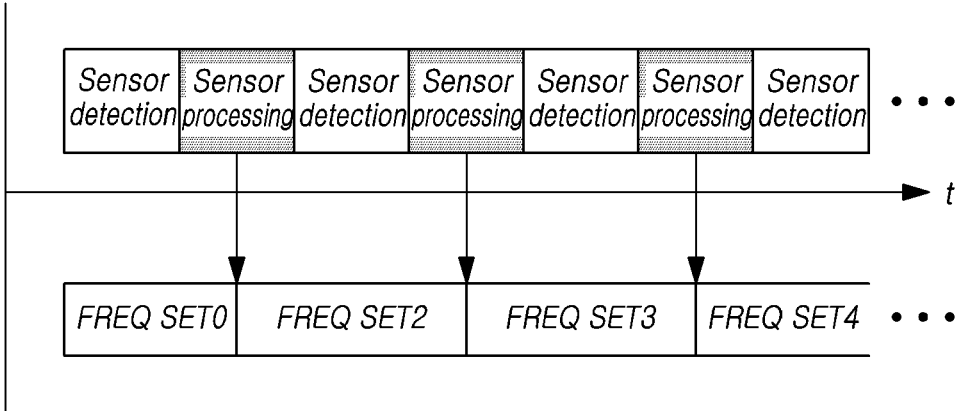 Sensor Sensor Sensor Sensor Sensor Sensor Sensor
detection processing detection processing detection processing detection
t
FREQ SET0 FREQ SET2 FREQ SET3 FREQ SET4